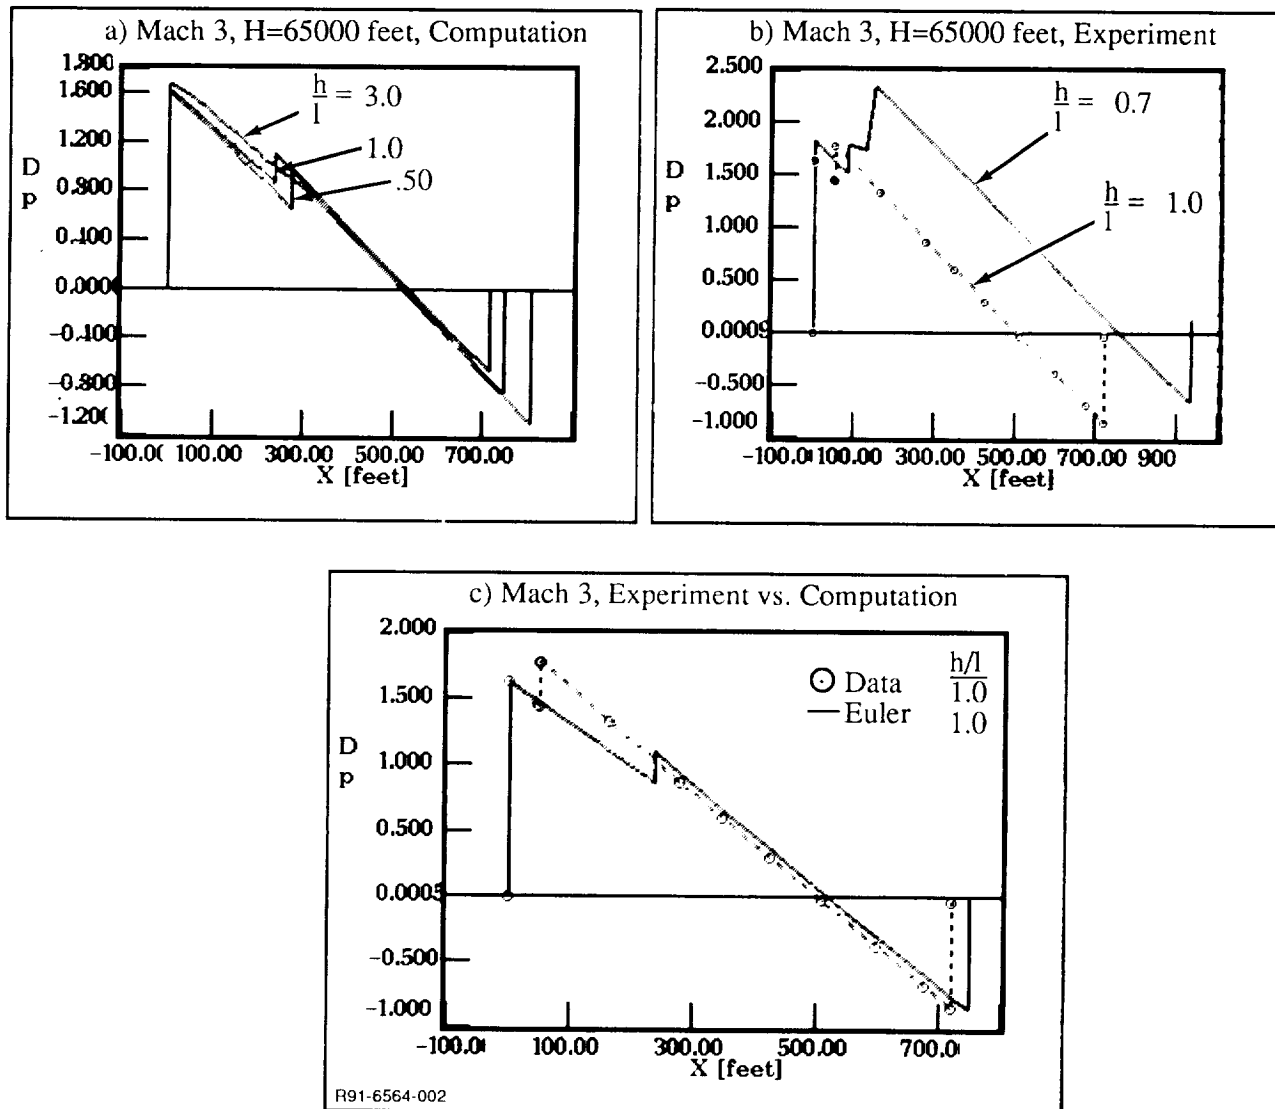 a) Mach 3, H=65000 feet, Computation
1.800
1.600
1.200
0.800
0.400
0.000
-0.400
-0.800
-1.20
D
p
h/l = 3.0
1.0
.50
-100.0 100.00 300.00 500.00 700.00
X [feet]
b) Mach 3, H=65000 feet, Experiment
2.500
2.000
1.500
1.000
0.500
0.000
-0.500
-1.000
D
p
h/l = 0.7
h/l = 1.0
-100.0 100.00 300.00 500.00 700.00 900
X [feet]
c) Mach 3, Experiment vs. Computation
2.000
1.500
1.000
0.500
0.000
-0.500
-1.000
D
p
h/l
Data 1.0
Euler 1.0
-100.0 100.00 300.00 500.00 700.0
X [feet]
R91-6564-002